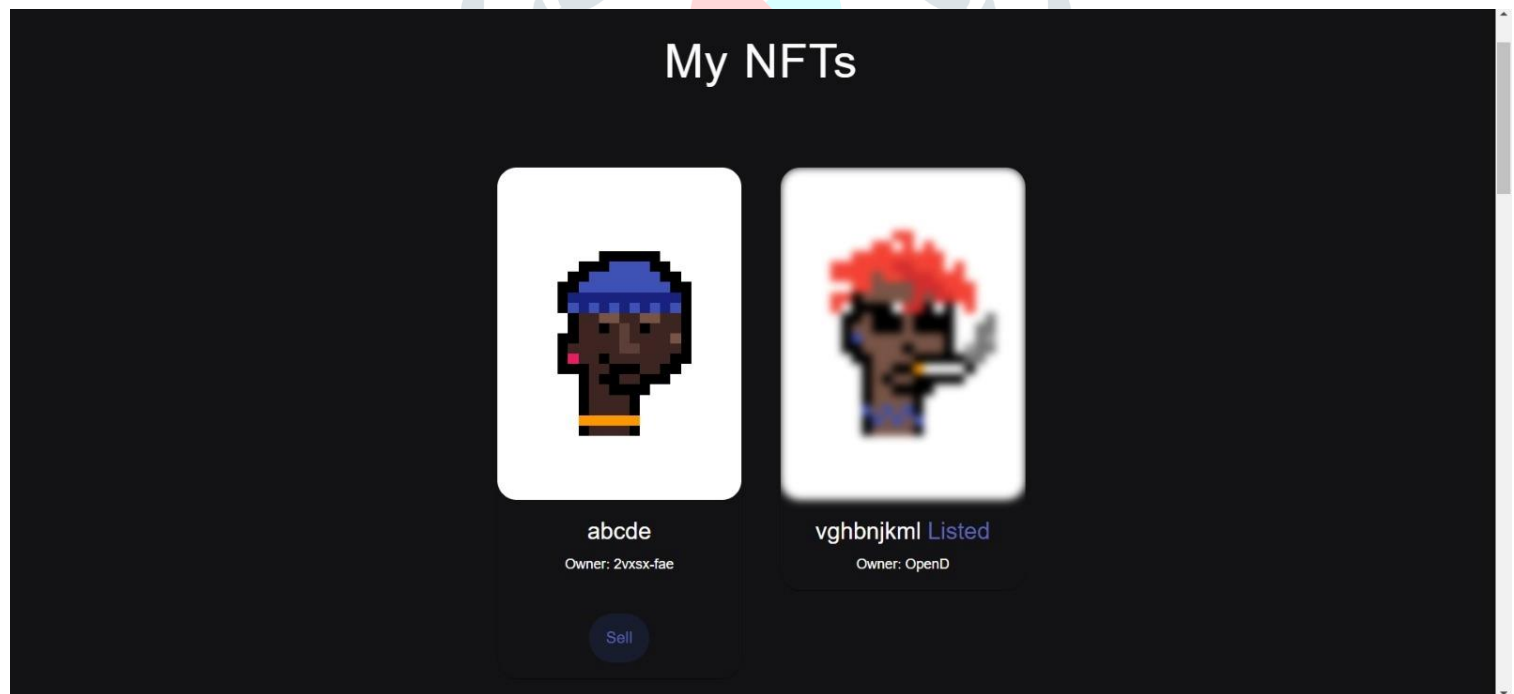 My NFTs
abcde
Owner: 2vxsx-fae
Sell
vghbnjkml Listed
Owner: OpenD